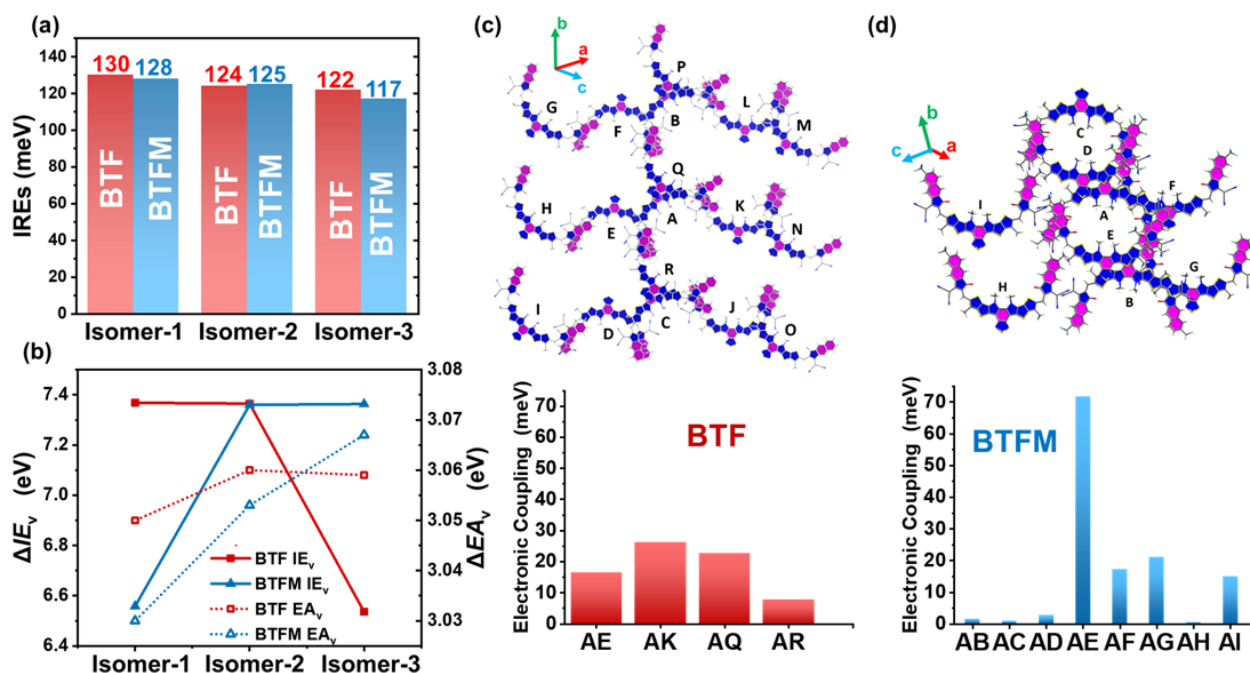 (a)
IREs (meV)
140
120
100
80
60
40
20
0
130
128
124
125
122
117
BTF
BTFM
BTF
BTFM
BTF
BTFM
Isomer-1
Isomer-2
Isomer-3
(b)
ΔIEᵥ (eV)
7.4
7.2
7.0
6.8
6.6
6.4
3.08
3.07
3.06
3.05
3.04
3.03
ΔEAᵥ (eV)
BTF IEᵥ
BTFM IEᵥ
BTF EAᵥ
BTFM EAᵥ
Isomer-1
Isomer-2
Isomer-3
(c)
b
a
c
P
G
L
F
B
M
Q
H
K
A
E
N
R
I
J
D
C
O
Electronic Coupling (meV)
70
60
50
40
30
20
10
0
BTF
AE
AK
AQ
AR
(d)
b
c
a
C
D
F
I
A
E
G
H
B
Electronic Coupling (meV)
70
60
50
40
30
20
10
0
BTFM
AB
AC
AD
AE
AF
AG
AH
AI